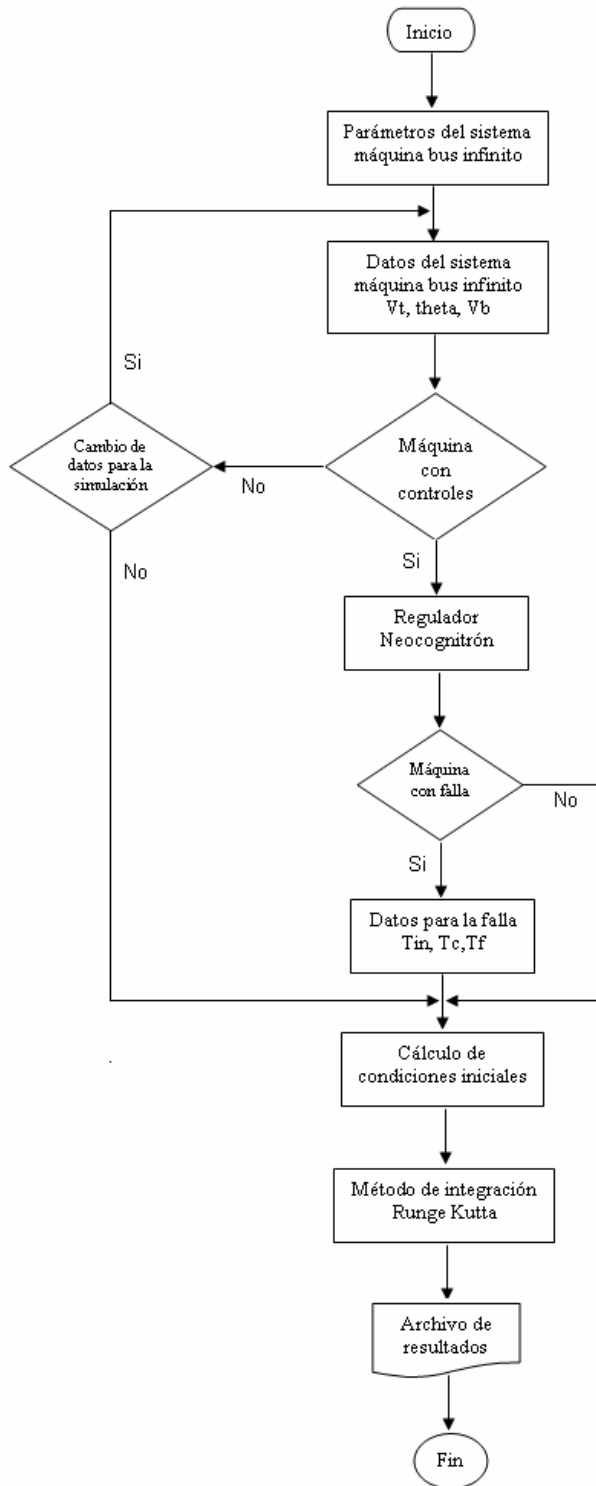 Inicio
Parámetros del sistema
máquina bus infinito
Datos del sistema
máquina bus infinito
Vt, theta, Vb
Si
Cambio de
datos para la
simulación
No
Máquina
con
controles
No
Si
Regulador
Neocognitrón
Máquina
con falla
No
Si
Datos para la falla
Tin, Tc,Tf
Cálculo de
condiciones iniciales
Método de integración
Runge Kutta
Archivo de
resultados
Fin